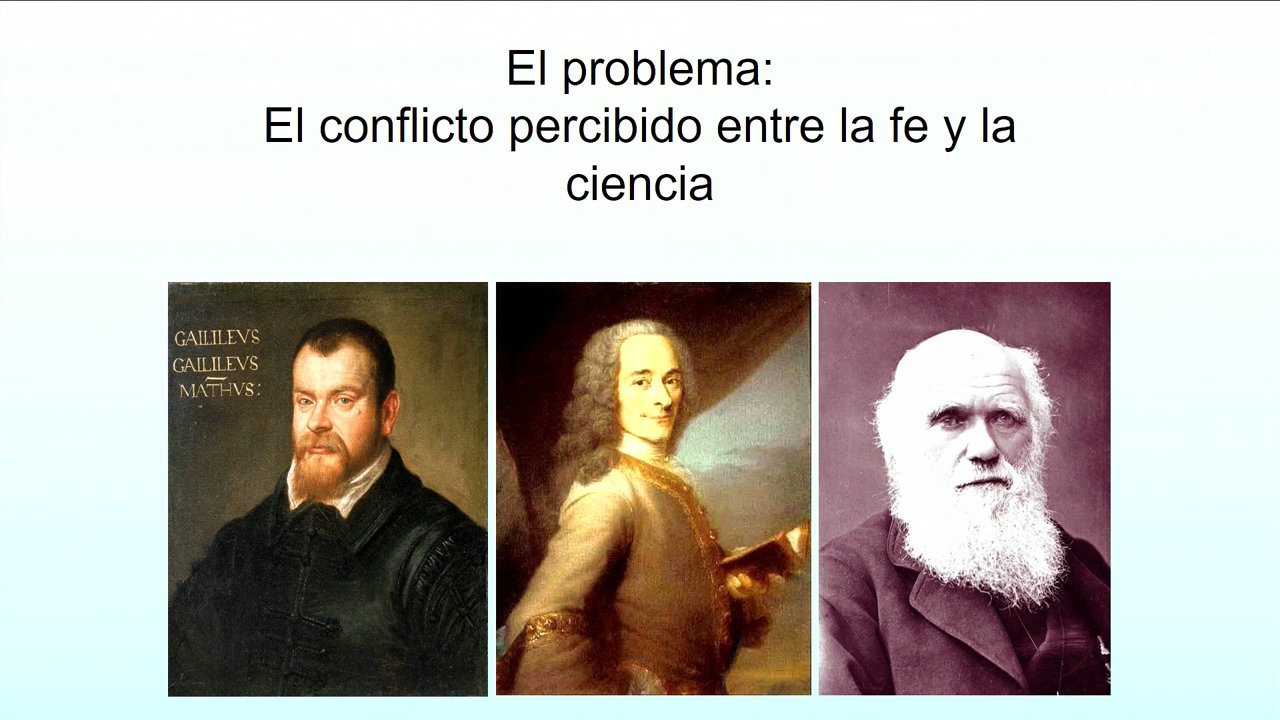 El problema:
El conflicto percibido entre la fe y la
ciencia
GALILEVS
GALILEVS
MATHVS: